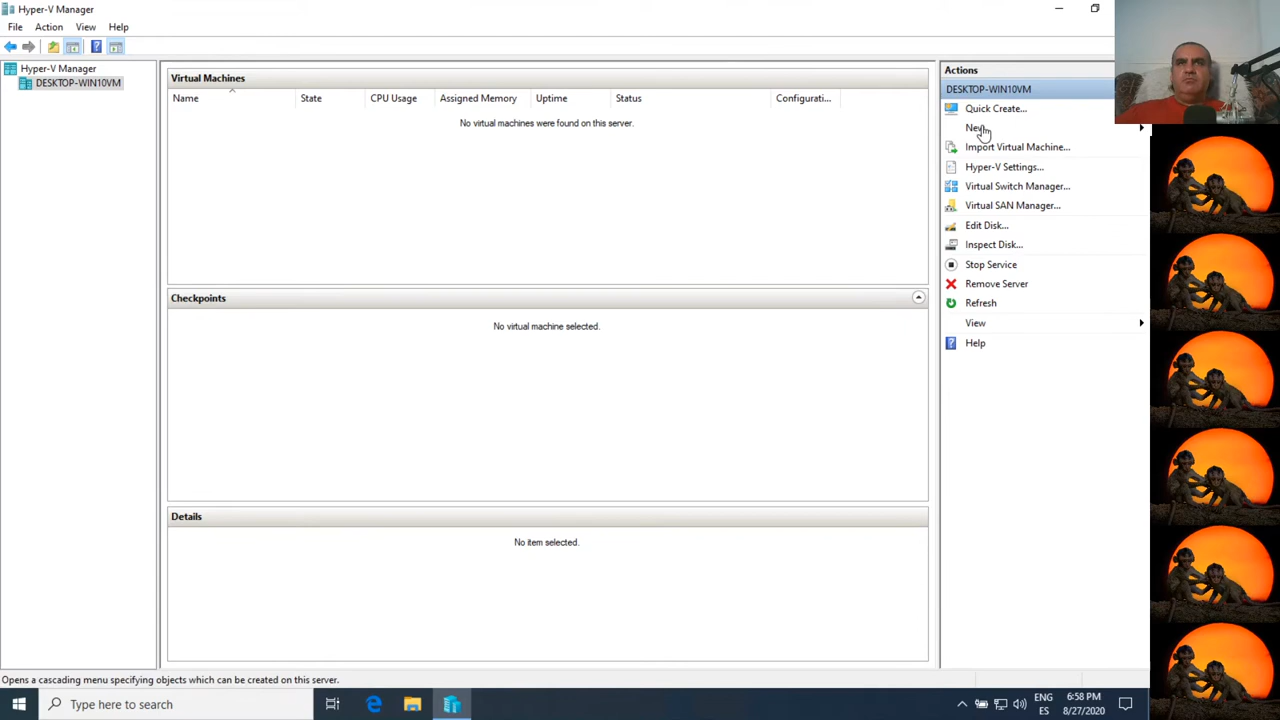 Hyper-V Manager
File Action View Help
Hyper-V Manager
DESKTOP-WIN10VM
Virtual Machines
Name State CPU Usage Assigned Memory Uptime Status Configurati...
No virtual machines were found on this server.
Checkpoints
No virtual machine selected.
Details
No item selected.
Actions
DESKTOP-WIN10VM
Quick Create...
New
Import Virtual Machine...
Hyper-V Settings...
Virtual Switch Manager...
Virtual SAN Manager...
Edit Disk...
Inspect Disk...
Stop Service
Remove Server
Refresh
View
Help
Opens a cascading menu specifying objects which can be created on this server.
Type here to search
ENG
ES
6:58 PM
8/27/2020